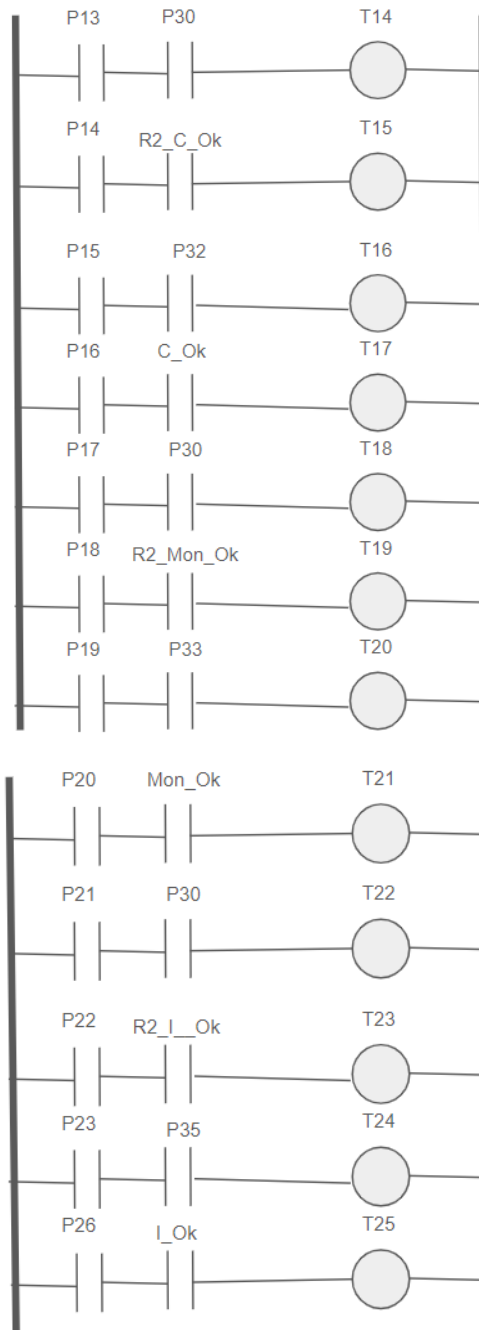 P13 P30 T14
P14 R2_C_Ok T15
P15 P32 T16
P16 C_Ok T17
P17 P30 T18
P18 R2_Mon_Ok T19
P19 P33 T20
P20 Mon_Ok T21
P21 P30 T22
P22 R2_I__Ok T23
P23 P35 T24
P26 I_Ok T25